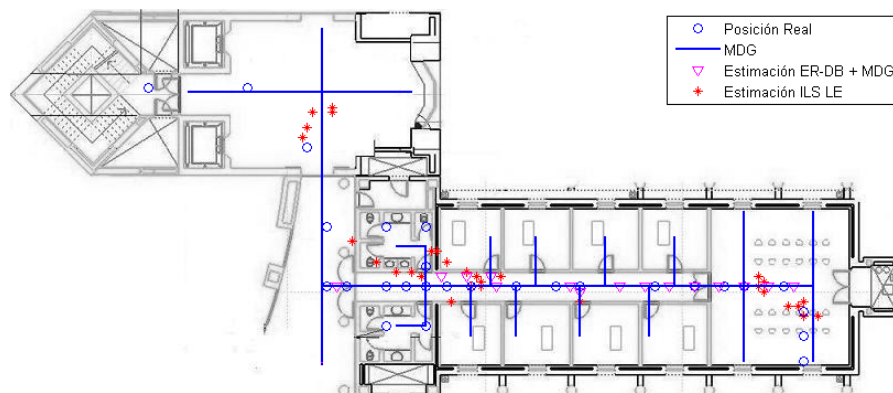 Posición Real
MDG
Estimación ER-DB + MDG
Estimación ILS LE